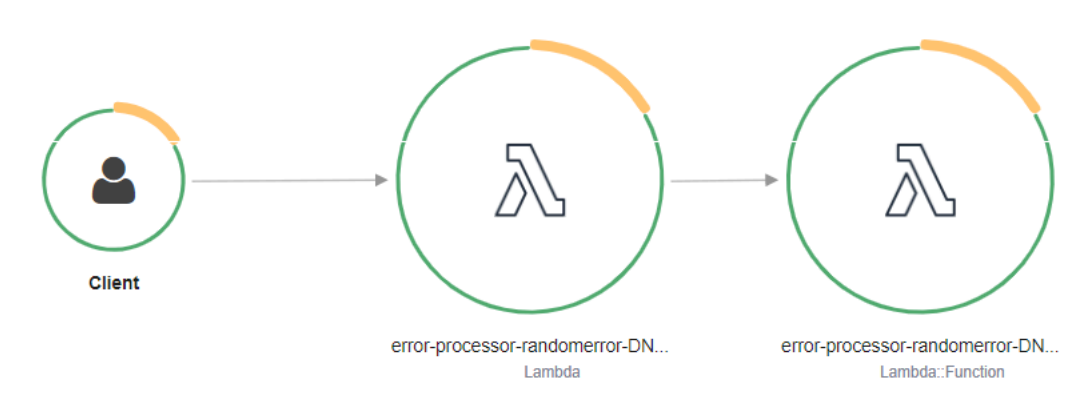 Client
error-processor-randomerror-DN...
Lambda
error-processor-randomerror-DN...
Lambda::Function